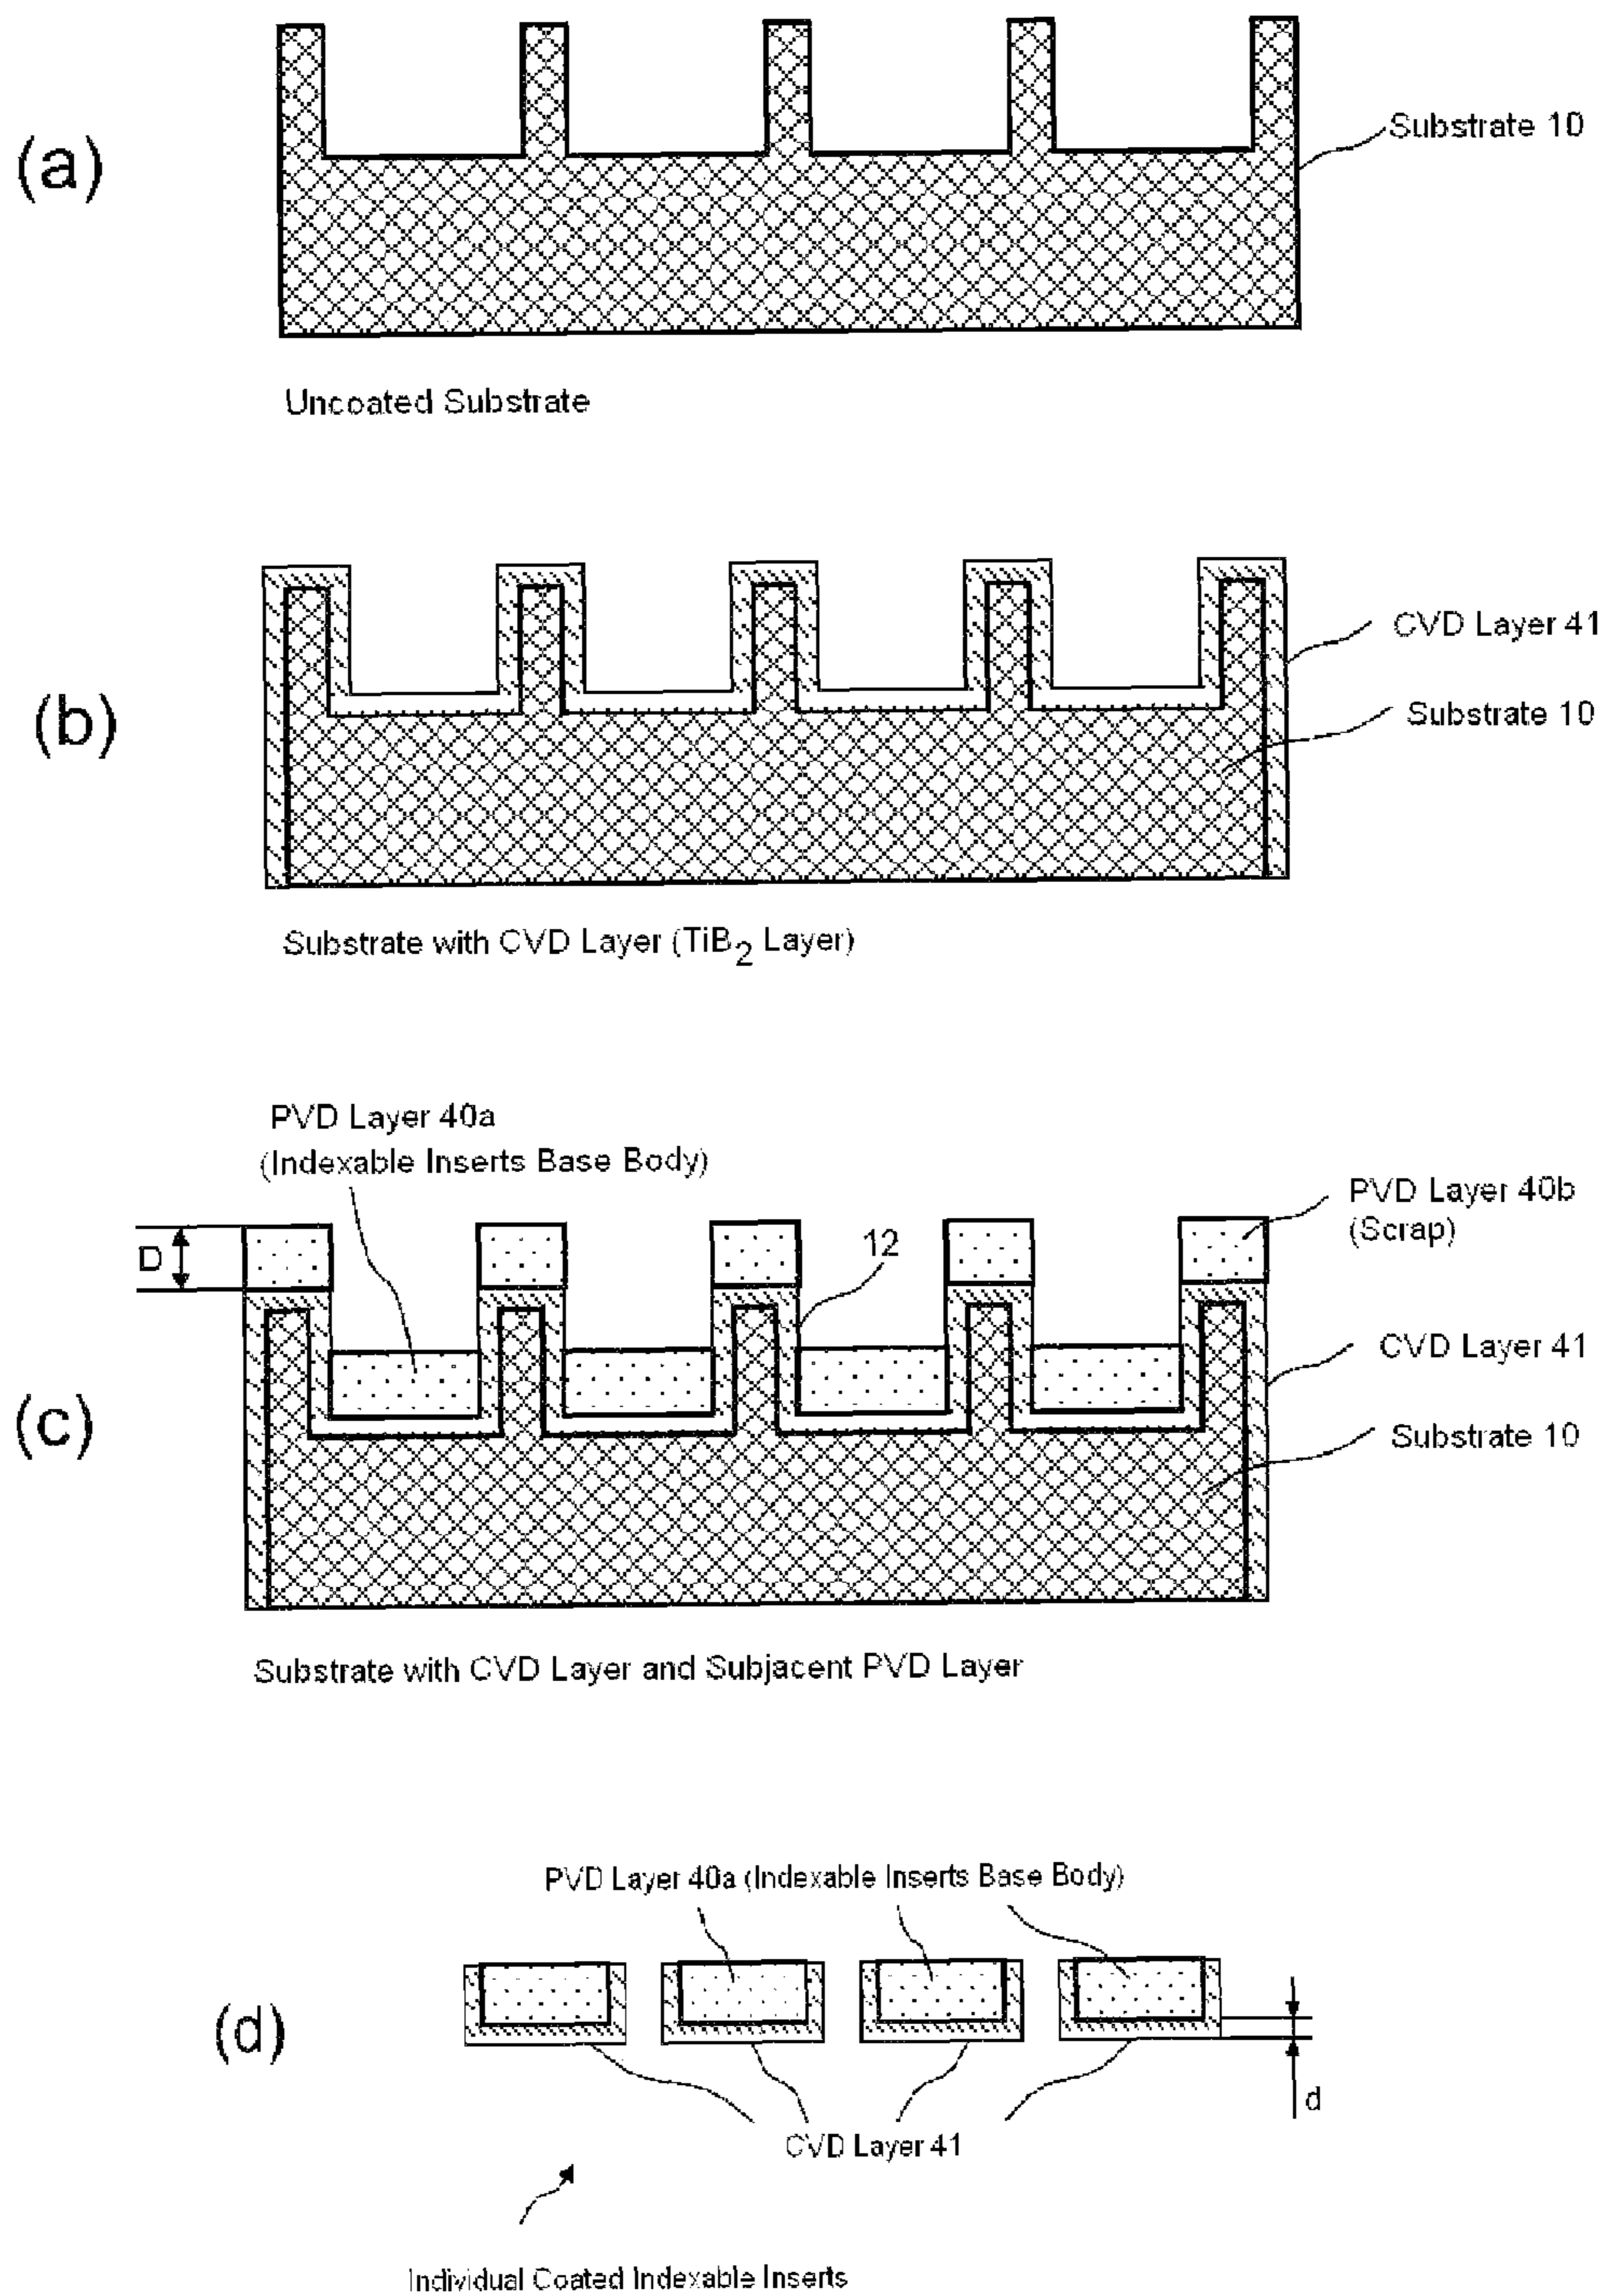 (a)
Substrate 10
Uncoated Substrate
(b)
CVD Layer 41
Substrate 10
Substrate with CVD Layer (TiB2 Layer)
(c)
PVD Layer 40a
(Indexable Inserts Base Body)
D
12
PVD Layer 40b
(Scrap)
CVD Layer 41
Substrate 10
Substrate with CVD Layer and Subjacent PVD Layer
(d)
PVD Layer 40a (Indexable Inserts Base Body)
d
CVD Layer 41
Individual Coated Indexable Inserts